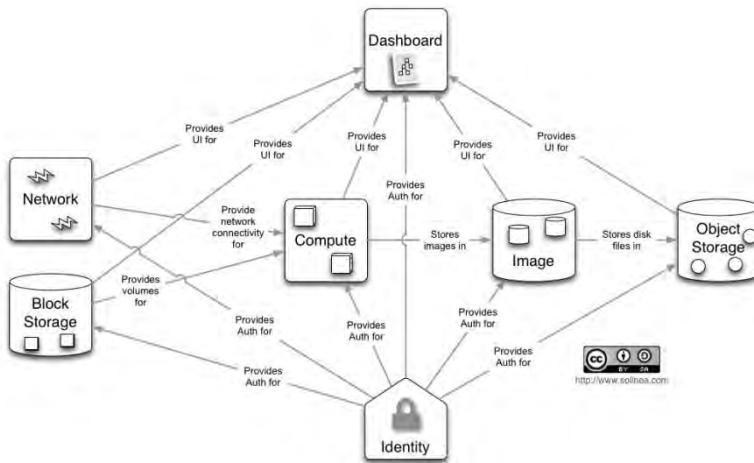 Dashboard
Provides
UI for
Provides
UI for
Provides
UI for
Provides
UI for
Provides
UI for
Network
Provides
Auth for
Provide
network
connectivity
for
Compute
Stores
images in
Image
Stores disk
files in
Object
Storage
Block
Storage
Provides
volumes
for
Provides
Auth for
Provides
Auth for
Provides
Auth for
Provides
Auth for
Provides
Auth for
cc
BY SA
http://www.solinea.com
Identity